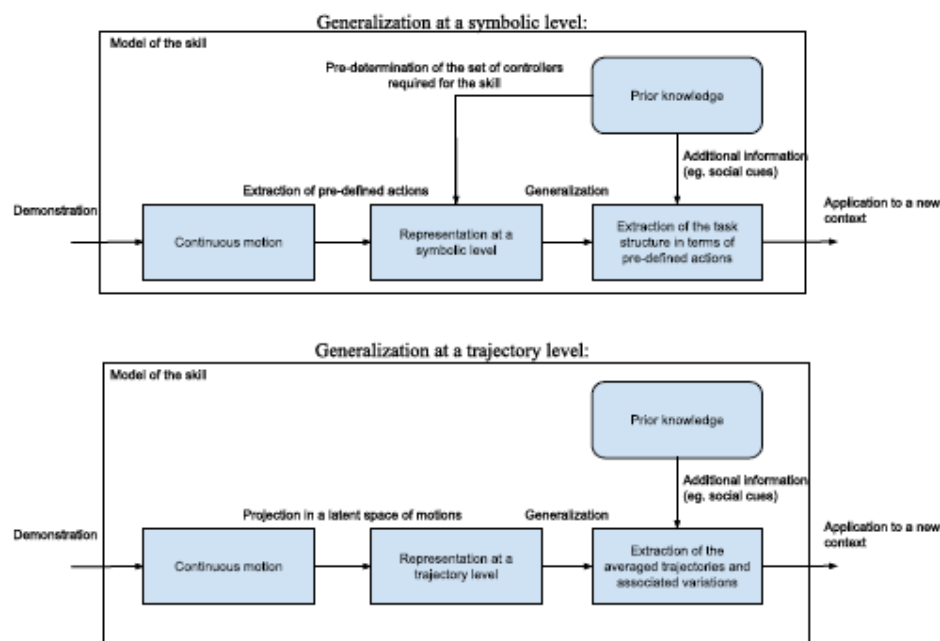 Generalization at a symbolic level:
Model of the skill
Pre-determination of the set of controllers
required for the skill
Prior knowledge
Additional information
(eg. social cues)
Extraction of pre-defined actions
Generalization
Demonstration
Application to a new
context
Continuous motion
Representation at a
symbolic level
Extraction of the task
structure in terms of
pre-defined actions
Generalization at a trajectory level:
Model of the skill
Prior knowledge
Additional information
(eg. social cues)
Projection in a latent space of motions
Generalization
Demonstration
Application to a new
context
Continuous motion
Representation at a
trajectory level
Extraction of the
averaged trajectories and
associated variations